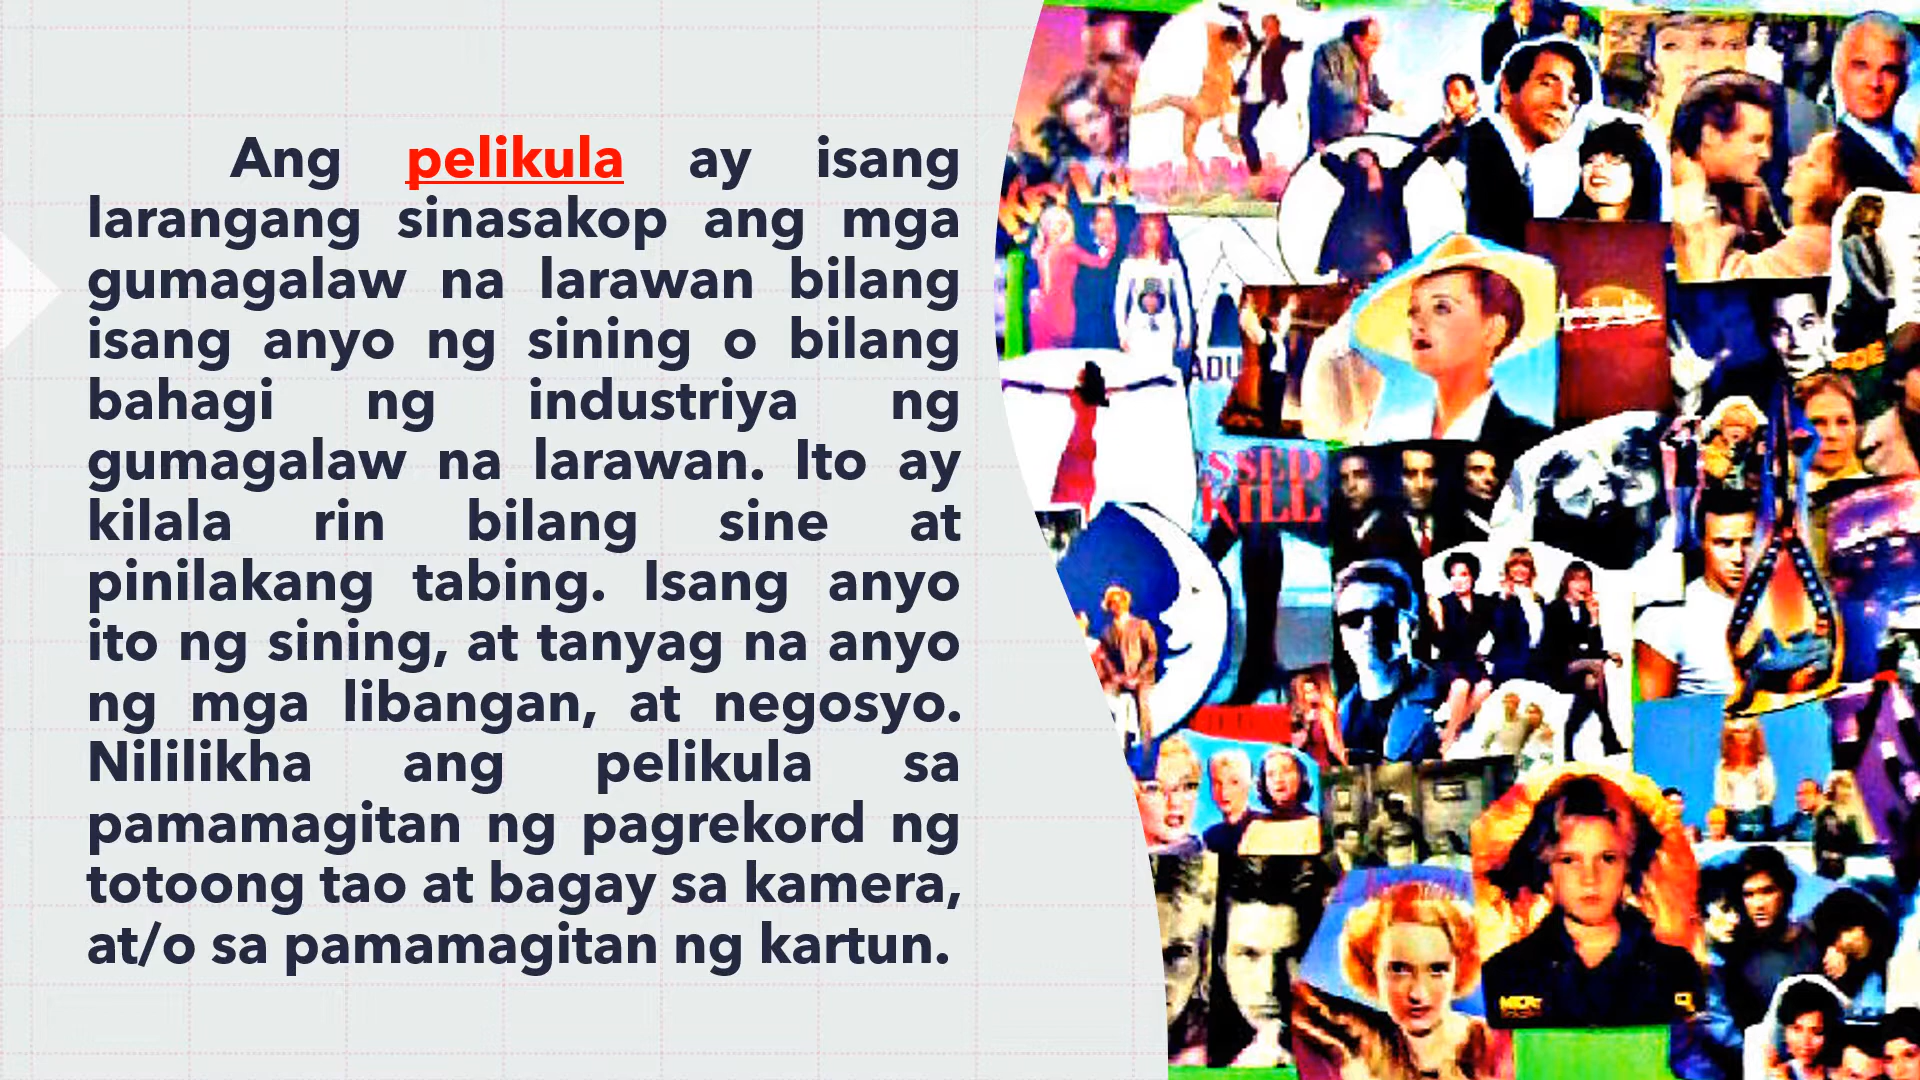 Ang pelikula ay isang
larangang sinasakop ang mga
gumagalaw na larawan bilang
isang anyo ng sining o bilang
bahagi ng industriya ng
gumagalaw na larawan. Ito ay
kilala rin bilang sine at
pinilakang tabing. Isang anyo
ito ng sining, at tanyag na anyo
ng mga libangan, at negosyo.
Nililikha ang pelikula sa
pamamagitan ng pagrekord ng
totoong tao at bagay sa kamera,
at/o sa pamamagitan ng kartun.
ADU
SSED
KILL